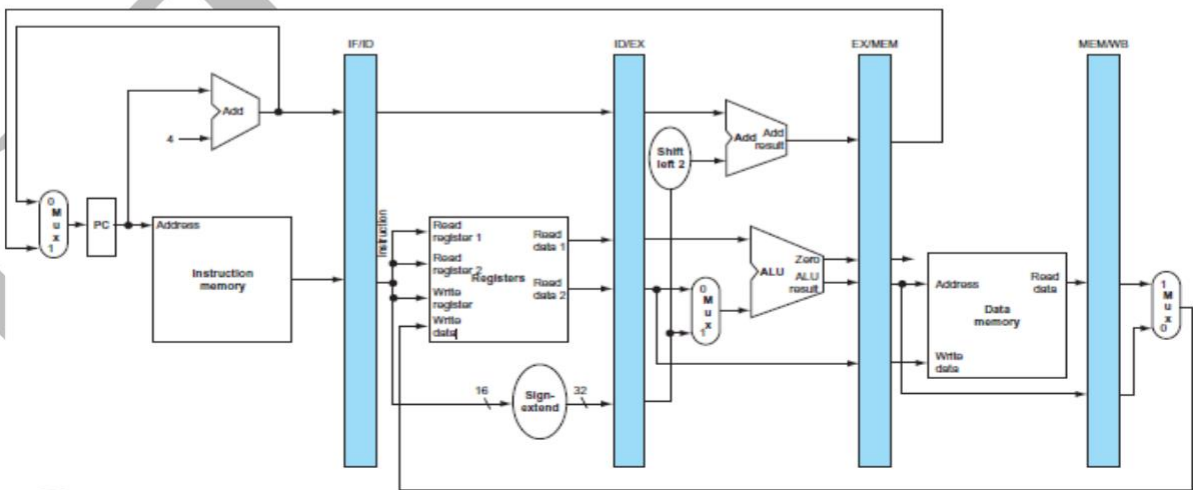 IF/ID
ID/EX
EX/MEM
MEM/WB
Add
4
Shift
left 2
Add
Add
result
0
M
u
x
1
PC
Address
Instruction
memory
Instruction
Read
register 1
Read
register 2
Registers
Write
register
Write
data
Read
data 1
Read
data 2
16
Sign-
extend
32
0
M
u
x
1
ALU
Zero
ALU
result
Address
Read
data
Data
memory
Write
data
1
M
u
x
0